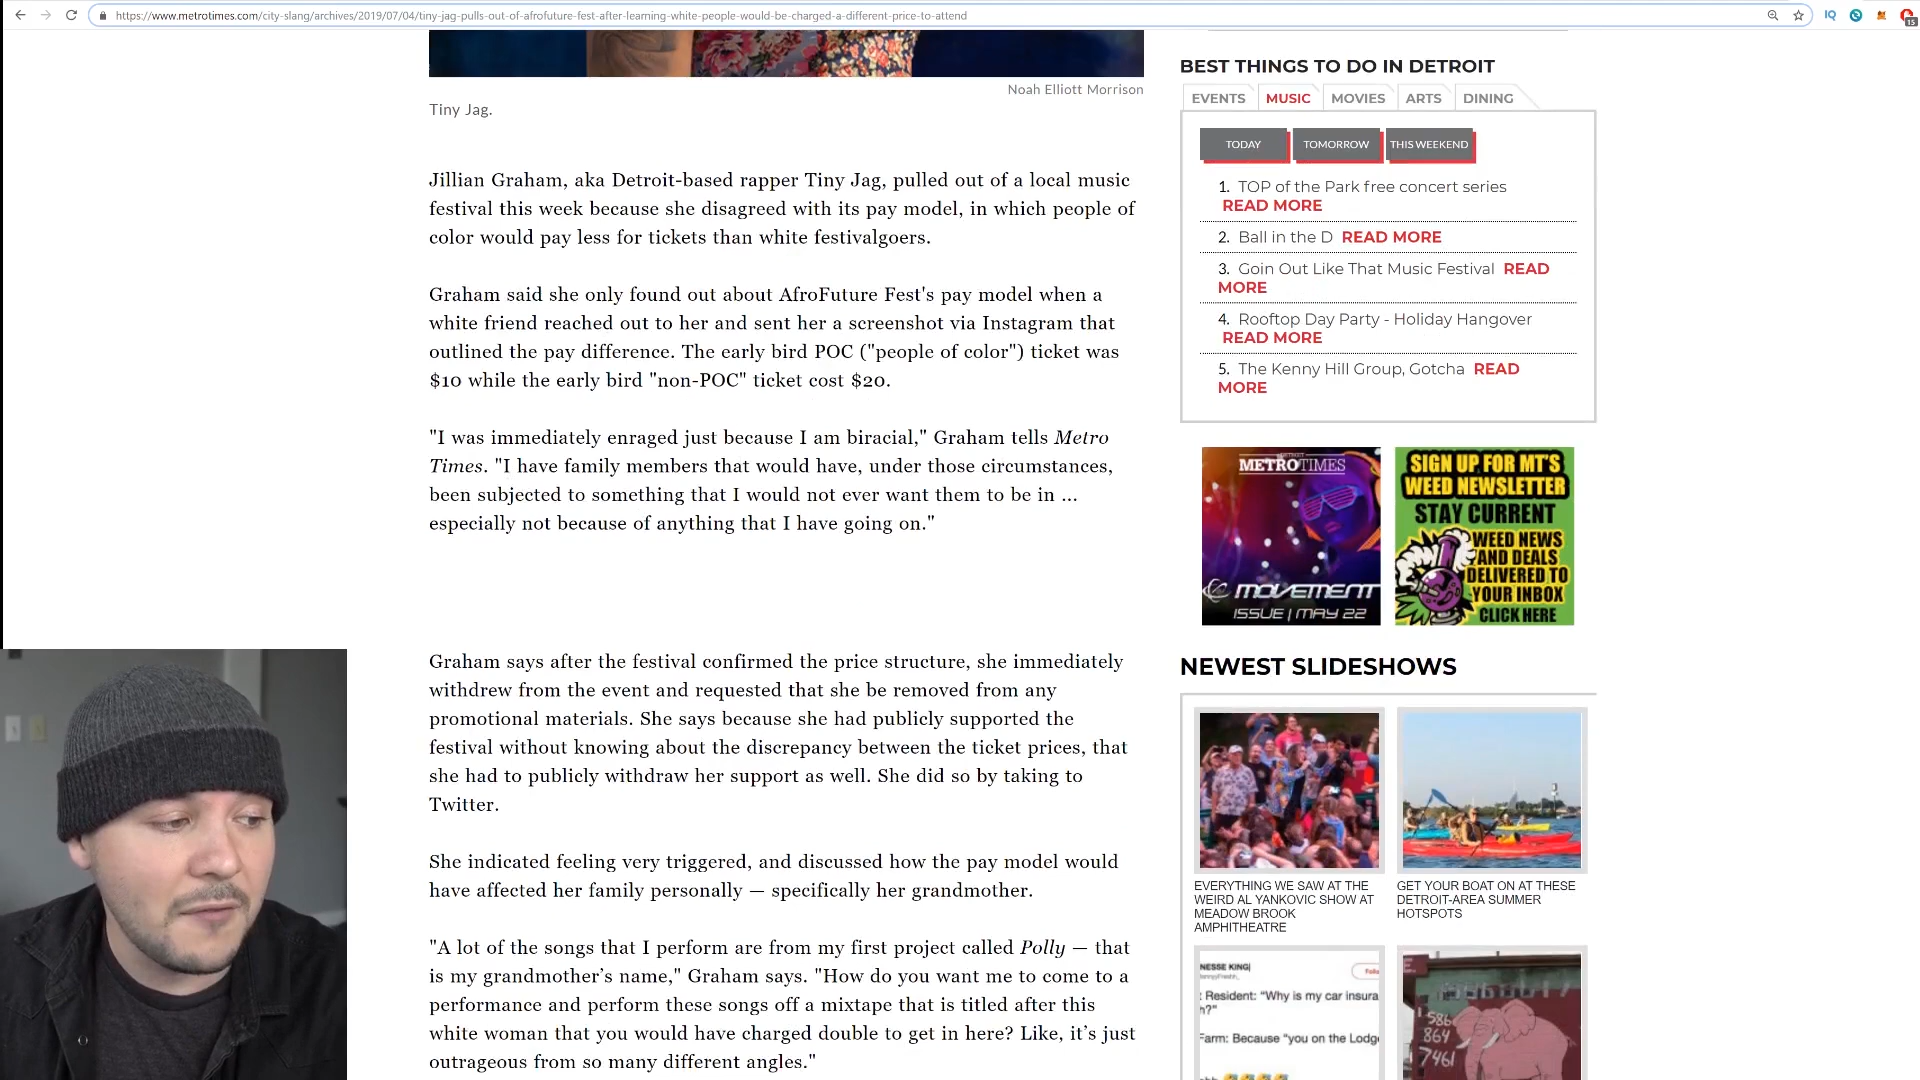 https://www.metrotimes.com/city-slang/archives/2019/07/04/tiny-jag-pulls-out-of-afrofuture-fest-after-learning-white-people-would-be-charged-a-different-price-to-attend
IQ
15
Noah Elliott Morrison
Tiny Jag.
Jillian Graham, aka Detroit-based rapper Tiny Jag, pulled out of a local music
festival this week because she disagreed with its pay model, in which people of
color would pay less for tickets than white festivalgoers.
Graham said she only found out about AfroFuture Fest's pay model when a
white friend reached out to her and sent her a screenshot via Instagram that
outlined the pay difference. The early bird POC ("people of color") ticket was
$10 while the early bird "non-POC" ticket cost $20.
"I was immediately enraged just because I am biracial," Graham tells Metro
Times. "I have family members that would have, under those circumstances,
been subjected to something that I would not ever want them to be in ...
especially not because of anything that I have going on."
Graham says after the festival confirmed the price structure, she immediately
withdrew from the event and requested that she be removed from any
promotional materials. She says because she had publicly supported the
festival without knowing about the discrepancy between the ticket prices, that
she had to publicly withdraw her support as well. She did so by taking to
Twitter.
She indicated feeling very triggered, and discussed how the pay model would
have affected her family personally — specifically her grandmother.
"A lot of the songs that I perform are from my first project called Polly — that
is my grandmother's name," Graham says. "How do you want me to come to a
performance and perform these songs off a mixtape that is titled after this
white woman that you would have charged double to get in here? Like, it's just
outrageous from so many different angles."
BEST THINGS TO DO IN DETROIT
EVENTS MUSIC MOVIES ARTS DINING
TODAY TOMORROW THIS WEEKEND
1. TOP of the Park free concert series
READ MORE
2. Ball in the D READ MORE
3. Goin Out Like That Music Festival READ
MORE
4. Rooftop Day Party - Holiday Hangover
READ MORE
5. The Kenny Hill Group, Gotcha READ
MORE
METROTIMES
MOVEMENT
ISSUE | MAY 22
SIGN UP FOR MT'S
WEED NEWSLETTER
STAY CURRENT
WEED NEWS
AND DEALS
DELIVERED TO
YOUR INBOX
CLICK HERE
NEWEST SLIDESHOWS
EVERYTHING WE SAW AT THE
WEIRD AL YANKOVIC SHOW AT
MEADOW BROOK
AMPHITHEATRE
GET YOUR BOAT ON AT THESE
DETROIT-AREA SUMMER
HOTSPOTS
NESSE KING
: Resident: "Why is my car insura
h?"
Farm: Because "you on the Lodg
586
864
7461